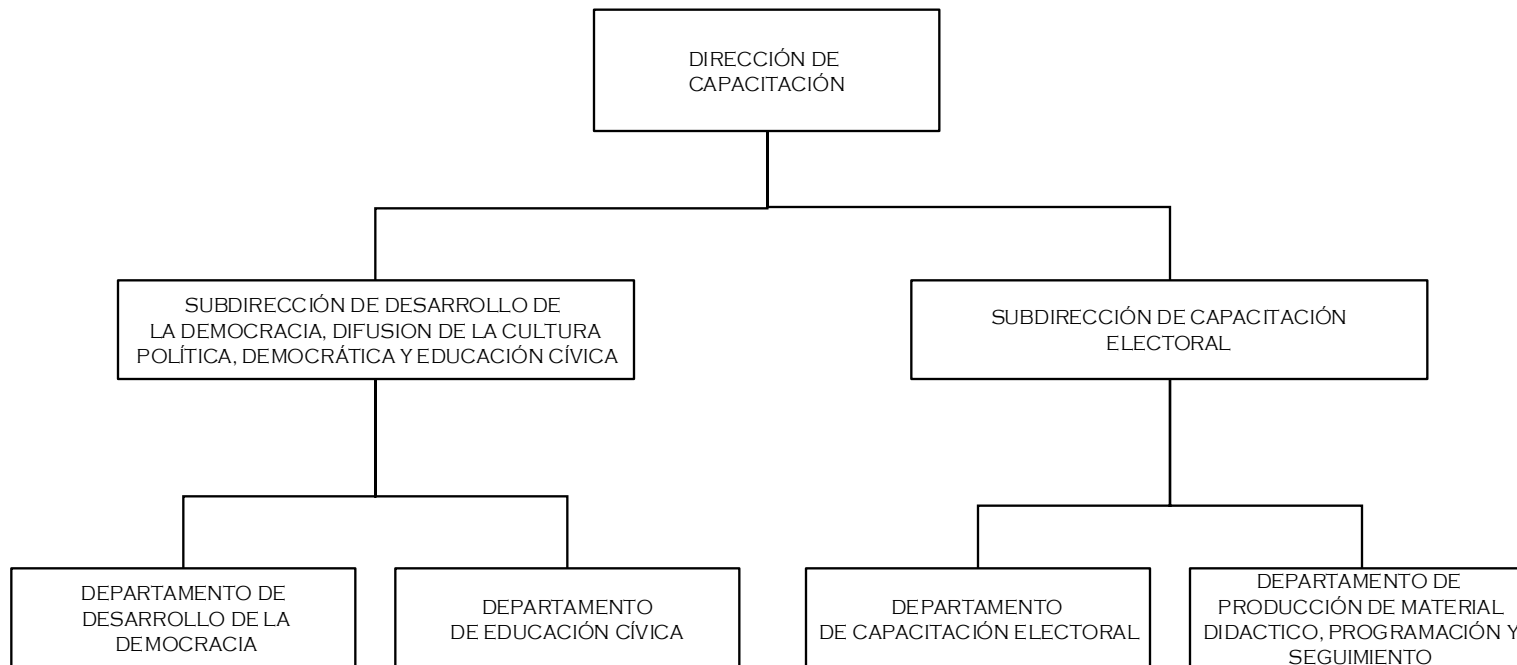 DIRECCIÓN DE
CAPACITACIÓN
SUBDIRECCIÓN DE DESARROLLO DE
LA DEMOCRACIA, DIFUSION DE LA CULTURA
POLÍTICA, DEMOCRÁTICA Y EDUCACIÓN CÍVICA
SUBDIRECCIÓN DE CAPACITACIÓN
ELECTORAL
DEPARTAMENTO DE
DESARROLLO DE LA
DEMOCRACIA
DEPARTAMENTO
DE EDUCACIÓN CÍVICA
DEPARTAMENTO
DE CAPACITACIÓN ELECTORAL
DEPARTAMENTO DE
PRODUCCIÓN DE MATERIAL
DIDACTICO, PROGRAMACIÓN Y
SEGUIMIENTO